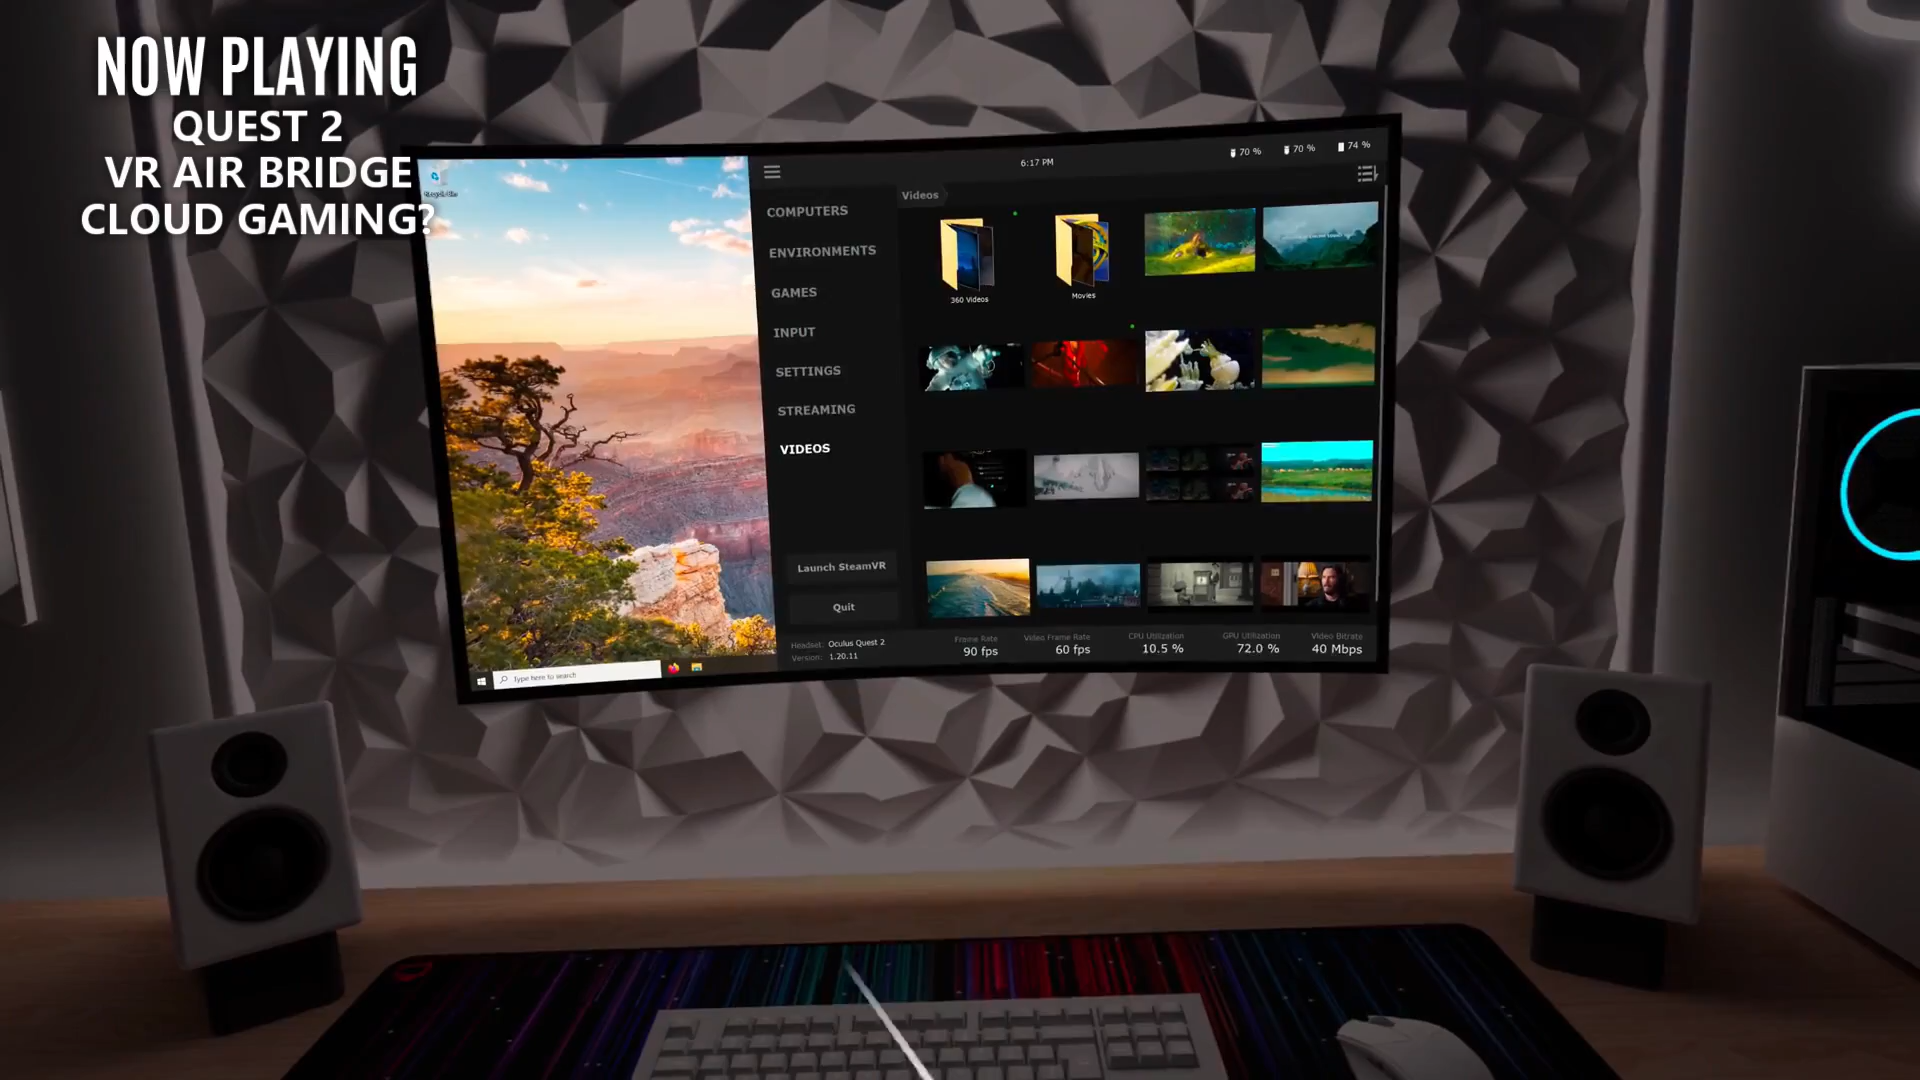 NOW PLAYING
QUEST 2
VR AIR BRIDGE
CLOUD GAMING?
Recycle Bin
6:17 PM
70 %
70 %
74 %
Videos
COMPUTERS
ENVIRONMENTS
GAMES
INPUT
SETTINGS
STREAMING
VIDEOS
360 Videos
Movies
Launch SteamVR
Quit
Headset: Oculus Quest 2
Version: 1.20.11
Frame Rate
90 fps
Video Frame Rate
60 fps
CPU Utilization
10.5 %
GPU Utilization
72.0 %
Video Bitrate
40 Mbps
Type here to search